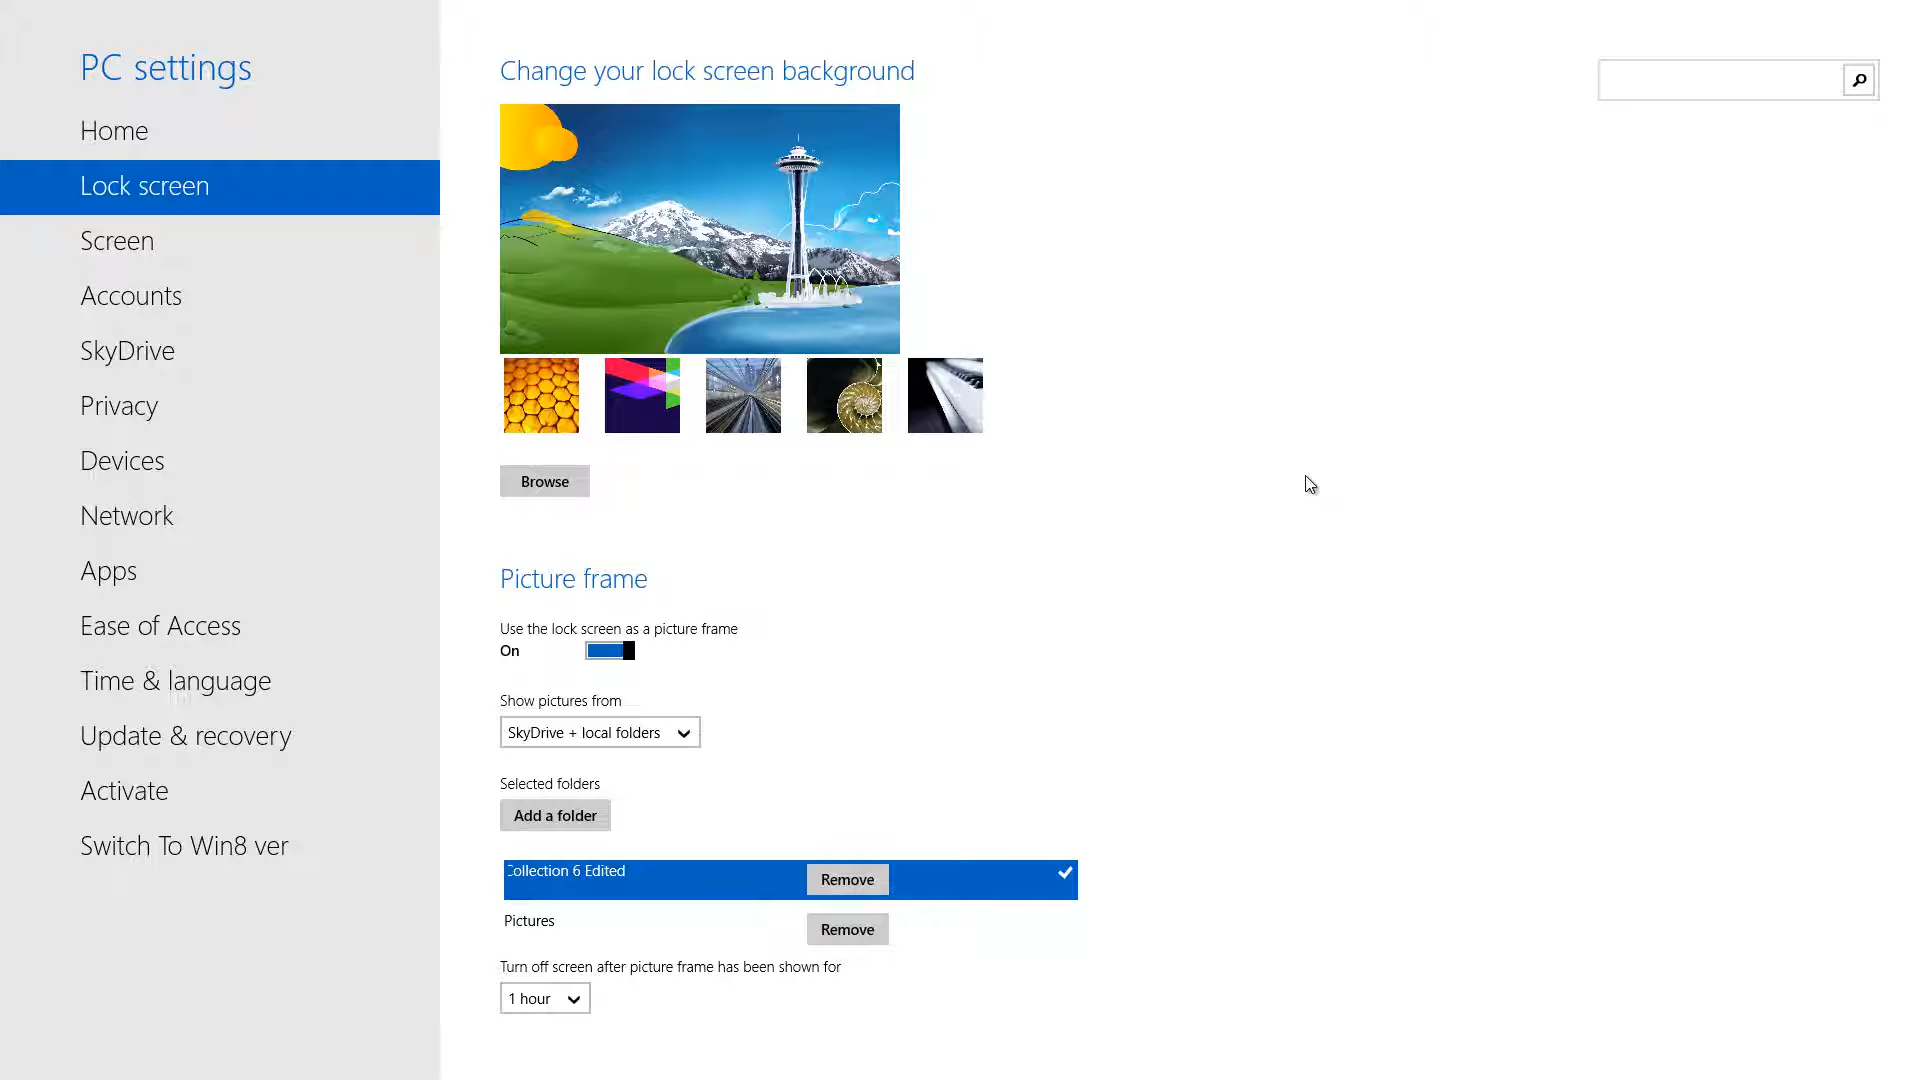 PC settings
Home
Lock screen
Screen
Accounts
SkyDrive
Privacy
Devices
Network
Apps
Ease of Access
Time & language
Update & recovery
Activate
Switch To Win8 ver
Change your lock screen background
Browse
Picture frame
Use the lock screen as a picture frame
On
Show pictures from
SkyDrive + local folders
Selected folders
Add a folder
Collection 6 Edited
Remove
Pictures
Remove
Turn off screen after picture frame has been shown for
1 hour